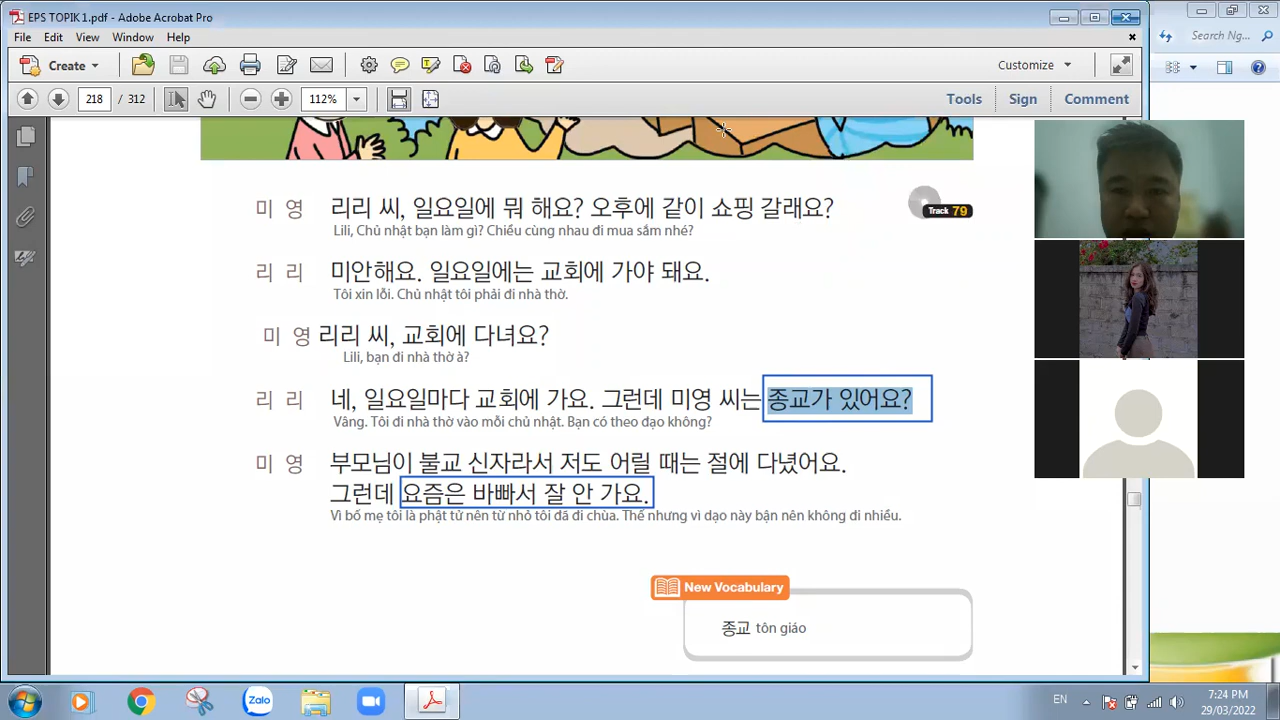 EPS TOPIK 1.pdf - Adobe Acrobat Pro
File Edit View Window Help
Search Ng...
Create
Customize
218 / 312
112%
Tools Sign Comment
미 영 리리 씨, 일요일에 뭐 해요? 오후에 같이 쇼핑 갈래요?
Track 79
Lili, Chủ nhật bạn làm gì? Chiều cùng nhau đi mua sắm nhé?
리 리 미안해요. 일요일에는 교회에 가야 돼요.
Tôi xin lỗi. Chủ nhật tôi phải đi nhà thờ.
미 영 리리 씨, 교회에 다녀요?
Lili, bạn đi nhà thờ à?
리 리 네, 일요일마다 교회에 가요. 그런데 미영 씨는 종교가 있어요?
Vâng. Tôi đi nhà thờ vào mỗi chủ nhật. Bạn có theo đạo không?
미 영 부모님이 불교 신자라서 저도 어릴 때는 절에 다녔어요.
그런데 요즘은 바빠서 잘 안 가요.
Vì bố mẹ tôi là phật tử nên từ nhỏ tôi đã đi chùa. Thế nhưng vì dạo này bận nên không đi nhiều.
New Vocabulary
종교 tôn giáo
Zalo
EN
7:24 PM
29/03/2022